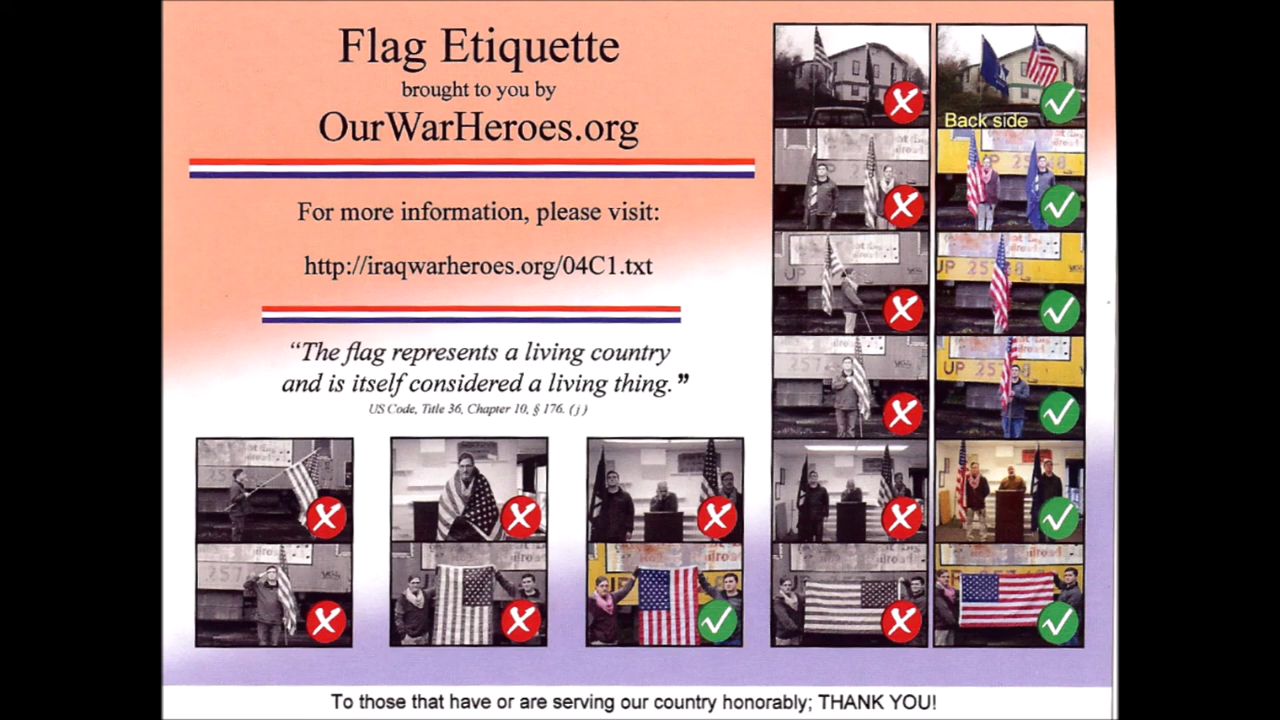 Flag Etiquette
brought to you by
OurWarHeroes.org
For more information, please visit:
http://iraqwarheroes.org/04C1.txt
“The flag represents a living country
and is itself considered a living thing.”
US Code, Title 36, Chapter 10, § 176. (j)
Back side
UP
UP
To those that have or are serving our country honorably; THANK YOU!